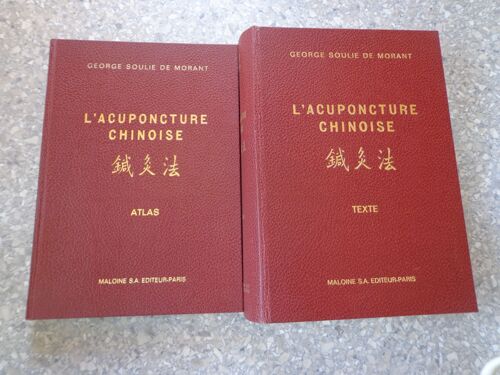 GEORGE SOULIE DE MORANT
L'ACUPONCTURE
CHINOISE
鍼灸法
ATLAS
MALOINE S.A. EDITEUR-PARIS
GEORGE SOULIE DE MORANT
L'ACUPONCTURE
CHINOISE
鍼灸法
TEXTE
MALOINE S.A. EDITEUR-PARIS